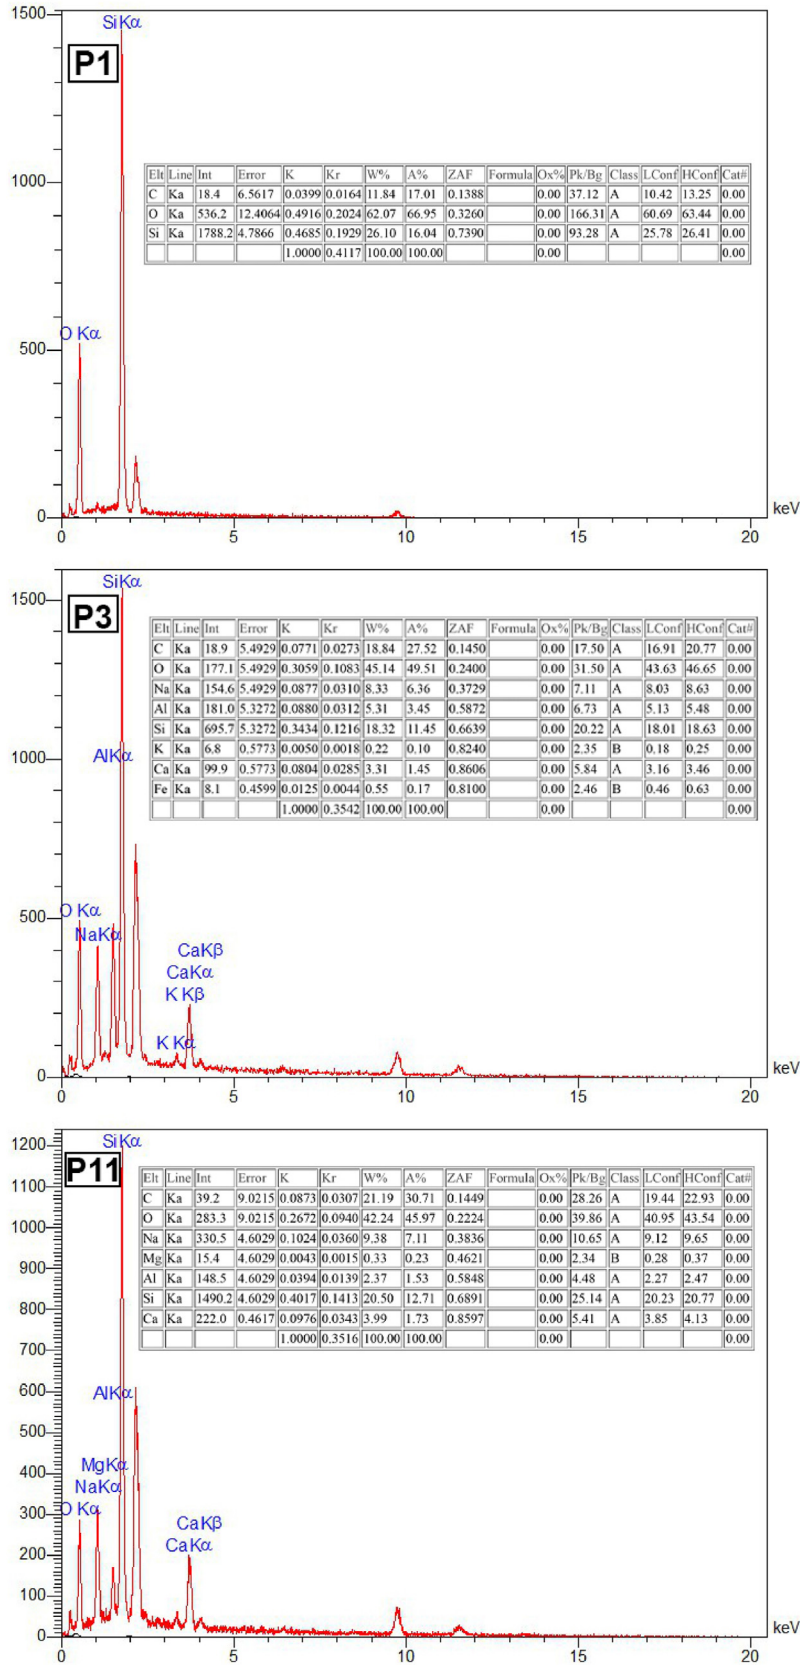 1500
SiKα
P1
Elt Line Int Error K Kr W% A% ZAF Formula Ox% Pk/Bg Class LConf HConf Cat#
1000
C Ka 18.4 6.5617 0.0399 0.0164 11.84 17.01 0.1388 0.00 37.12 A 10.42 13.25 0.00
O Ka 536.2 12.4064 0.4916 0.2024 62.07 66.95 0.3260 0.00 166.31 A 60.69 63.44 0.00
Si Ka 1788.2 4.7866 0.4685 0.1929 26.10 16.04 0.7390 0.00 93.28 A 25.78 26.41 0.00
1.0000 0.4117 100.00 100.00 0.00 0.00
O Kα
500
0
keV
0 5 10 15 20
SiKα
1500
P3
Elt Line Int Error K Kr W% A% ZAF Formula Ox% Pk/Bg Class LConf HConf Cat#
C Ka 18.9 5.4929 0.0771 0.0273 18.84 27.52 0.1450 0.00 17.50 A 16.91 20.77 0.00
O Ka 177.1 5.4929 0.3059 0.1083 45.14 49.51 0.2400 0.00 31.50 A 43.63 46.65 0.00
Na Ka 154.6 5.4929 0.0877 0.0310 8.33 6.36 0.3729 0.00 7.11 A 8.03 8.63 0.00
Al Ka 181.0 5.3272 0.0880 0.0312 5.31 3.45 0.5872 0.00 6.73 A 5.13 5.48 0.00
Si Ka 695.7 5.3272 0.3434 0.1216 18.32 11.45 0.6639 0.00 20.22 A 18.01 18.63 0.00
K Ka 6.8 0.5773 0.0050 0.0018 0.22 0.10 0.8240 0.00 2.35 B 0.18 0.25 0.00
Ca Ka 99.9 0.5773 0.0804 0.0285 3.31 1.45 0.8606 0.00 5.84 A 3.16 3.46 0.00
Fe Ka 8.1 0.4599 0.0125 0.0044 0.55 0.17 0.8100 0.00 2.46 B 0.46 0.63 0.00
1.0000 0.3542 100.00 100.00 0.00 0.00
1000
AlKα
500
O Kα
NaKα
CaKβ
CaKα
K Kβ
K Kα
0
keV
0 5 10 15 20
SiKα
1200
P11
Elt Line Int Error K Kr W% A% ZAF Formula Ox% Pk/Bg Class LConf HConf Cat#
1100
C Ka 39.2 9.0215 0.0873 0.0307 21.19 30.71 0.1449 0.00 28.26 A 19.44 22.93 0.00
O Ka 283.3 9.0215 0.2672 0.0940 42.24 45.97 0.2224 0.00 39.86 A 40.95 43.54 0.00
1000
Na Ka 330.5 4.6029 0.1024 0.0360 9.38 7.11 0.3836 0.00 10.65 A 9.12 9.65 0.00
Mg Ka 15.4 4.6029 0.0043 0.0015 0.33 0.23 0.4621 0.00 2.34 B 0.28 0.37 0.00
900
Al Ka 148.5 4.6029 0.0394 0.0139 2.37 1.53 0.5848 0.00 4.48 A 2.27 2.47 0.00
Si Ka 1490.2 4.6029 0.4017 0.1413 20.50 12.71 0.6891 0.00 25.14 A 20.23 20.77 0.00
800
Ca Ka 222.0 0.4617 0.0976 0.0343 3.99 1.73 0.8597 0.00 5.41 A 3.85 4.13 0.00
1.0000 0.3516 100.00 100.00 0.00 0.00
700
600
AlKα
500
400
MgKα
NaKα
300
O Kα
CaKβ
CaKα
200
100
0
keV
0 5 10 15 20